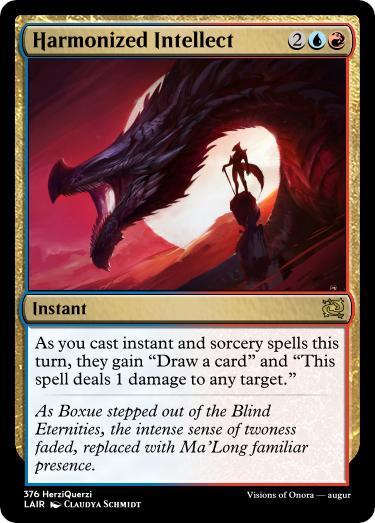 Harmonized Intellect 2
Instant
As you cast instant and sorcery spells this
turn, they gain “Draw a card” and “This
spell deals 1 damage to any target.”
As Boxue stepped out of the Blind
Eternities, the intense sense of twoness
faded, replaced with Ma’Long familiar
presence.
376 HerziQuerzi Visions of Onora — augur
LAIR Claudya Schmidt